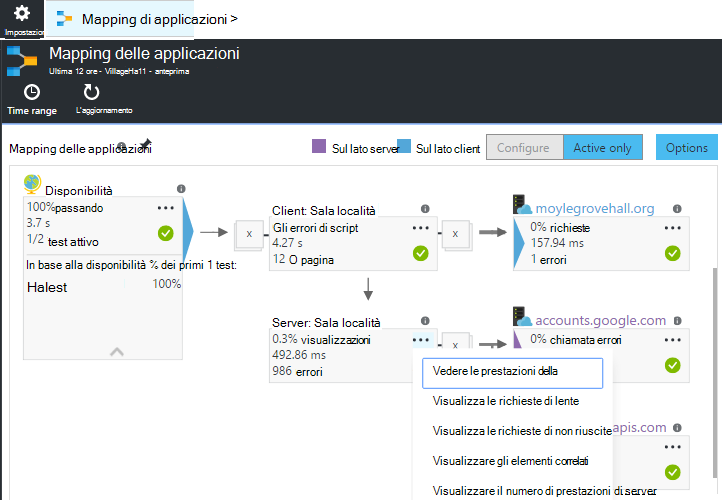 Impostazioni
Mapping di applicazioni >
Mapping delle applicazioni
Ultima 12 ore - VillageHa11 - anteprima
Time range
L'aggiornamento
Mapping delle applicazioni
Sul lato server
Sul lato client
Configure
Active only
Options
Disponibilità
100% passando
3.7 s
1/2 test attivo
In base alla disponibilità % dei primi 1 test:
Halest
100%
x
Client: Sala località
Gli errori di script
4.27 s
12 O pagina
x
moylegrovehall.org
0% richieste
157.94 ms
1 errori
Server: Sala località
0.3% visualizzazioni
492.86 ms
986 errori
x
accounts.google.com
0% chiamata errori
Vedere le prestazioni della
Visualizza le richieste di lente
Visualizza le richieste di non riuscite
Visualizzare gli elementi correlati
Visualizzare il numero di prestazioni di server
apis.com